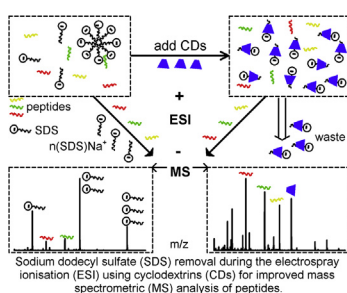 add CDs
+
ESI
-
MS
peptides
SDS
n(SDS)Na+
waste
m/z
Sodium dodecyl sulfate (SDS) removal during the electrospray
ionisation (ESI) using cyclodextrins (CDs) for improved mass
spectrometric (MS) analysis of peptides.